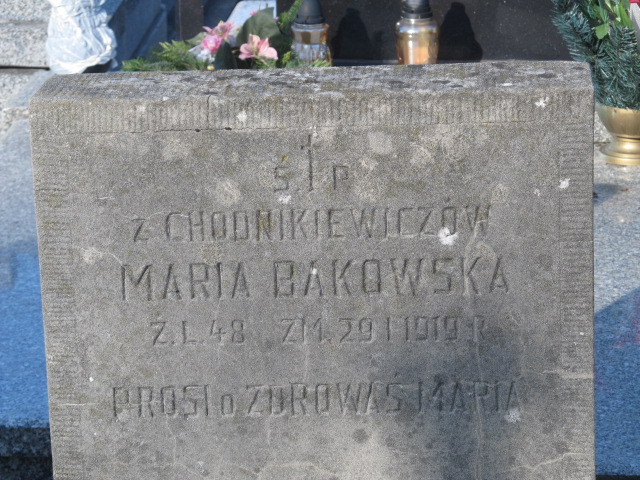 Ś.†P.
Z CHODNIKIEWICZÓW
MARIA BAKOWSKA
Ż.L.48 ZM.29 I 1919 R.
PROSI o ZDROWAŚ MARIA